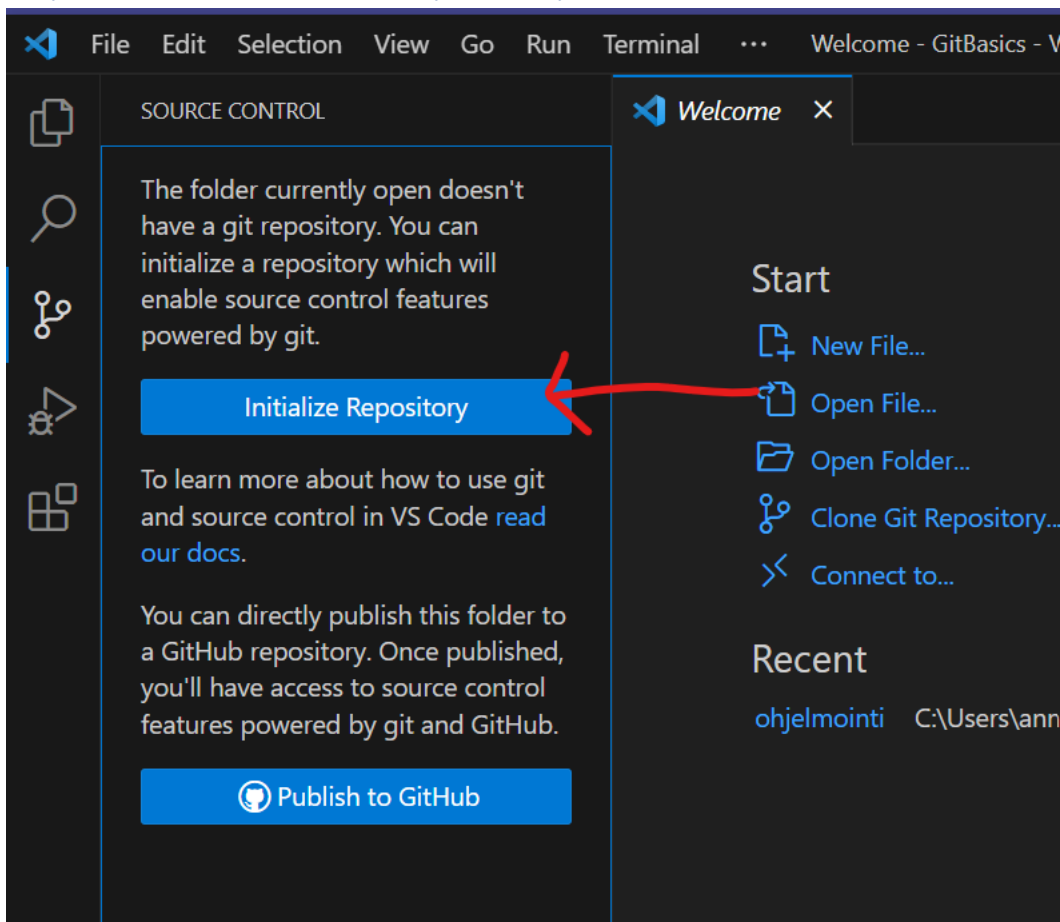 File Edit Selection View Go Run Terminal ··· Welcome - GitBasics -
SOURCE CONTROL
Welcome
The folder currently open doesn't
have a git repository. You can
initialize a repository which will
enable source control features
powered by git.
Initialize Repository
To learn more about how to use git
and source control in VS Code read
our docs.
You can directly publish this folder to
a GitHub repository. Once published,
you'll have access to source control
features powered by git and GitHub.
Publish to GitHub
Start
New File...
Open File...
Open Folder...
Clone Git Repository...
Connect to...
Recent
ohjelmointi C:\Users\ann